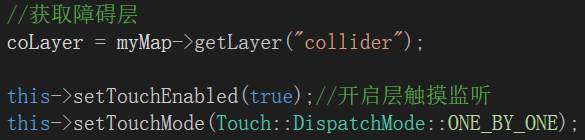 //获取障碍层
coLayer = myMap->getLayer("collider");
this->setTouchEnabled(true);//开启层触摸监听
this->setTouchMode(Touch::DispatchMode::ONE_BY_ONE);